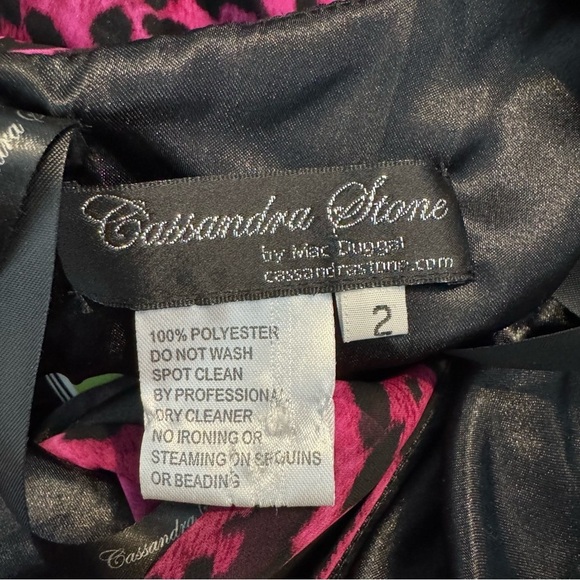 Cassandra Stone
by Mac Duggal
cassandrastone.com
2
100% POLYESTER
DO NOT WASH
SPOT CLEAN
BY PROFESSIONAL
DRY CLEANER
NO IRONING OR
STEAMING ON SEQUINS
OR BEADING
Cassandra